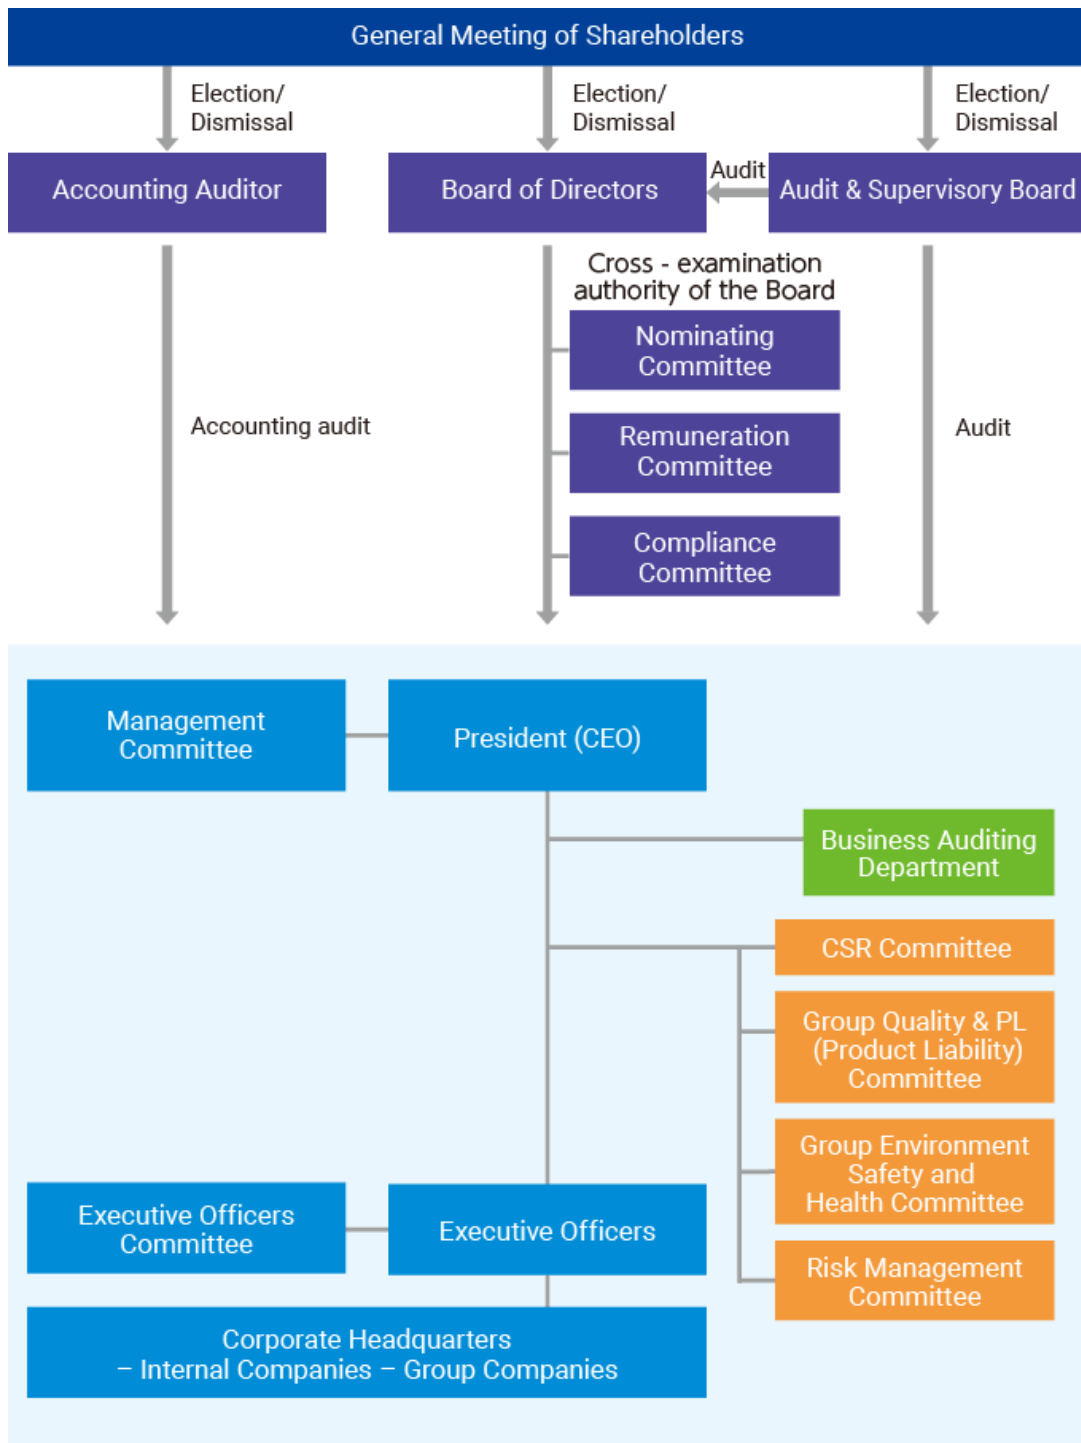 General Meeting of Shareholders
Election/
Dismissal
Election/
Dismissal
Election/
Dismissal
Accounting Auditor
Board of Directors
Audit
Audit & Supervisory Board
Cross - examination
authority of the Board
Nominating
Committee
Remuneration
Committee
Compliance
Committee
Accounting audit
Audit
Management
Committee
President (CEO)
Business Auditing
Department
CSR Committee
Group Quality & PL
(Product Liability)
Committee
Group Environment
Safety and
Health Committee
Risk Management
Committee
Executive Officers
Committee
Executive Officers
Corporate Headquarters
– Internal Companies – Group Companies